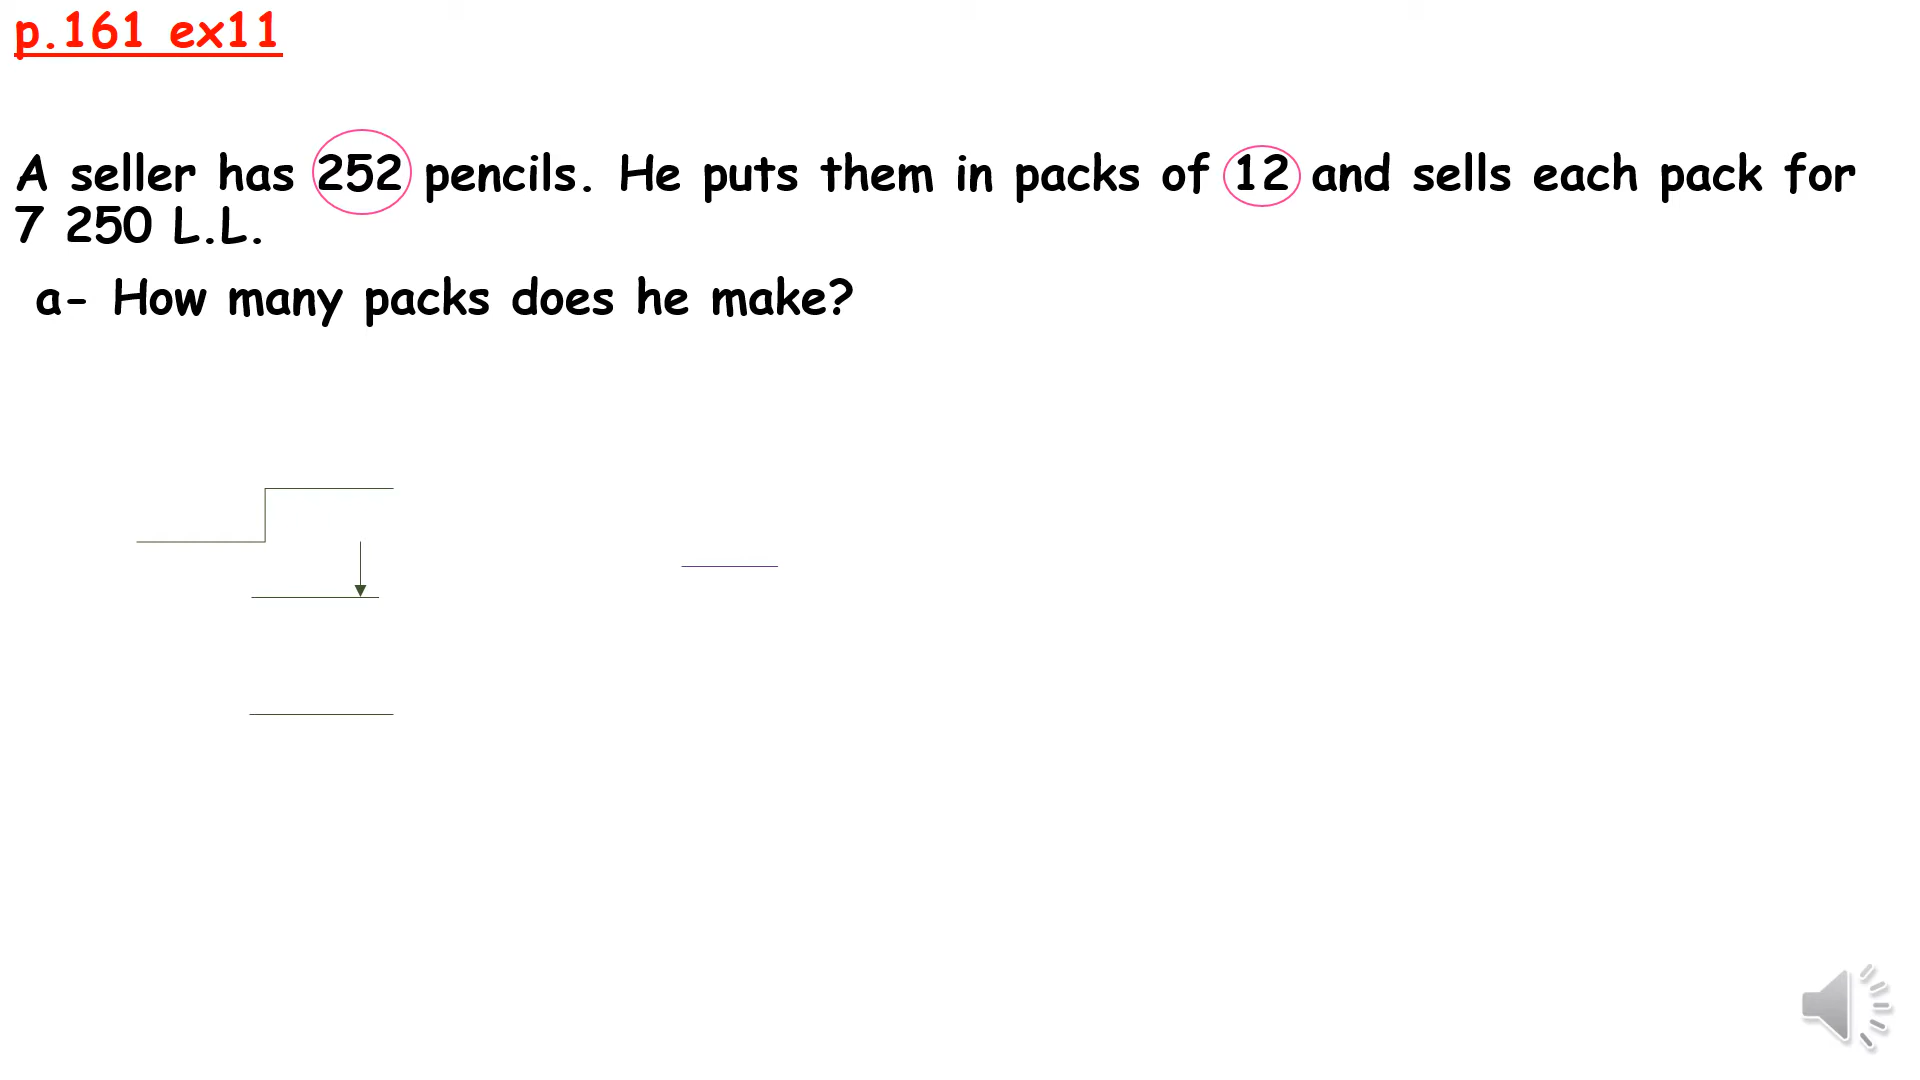 p.161 ex11
A seller has 252 pencils. He puts them in packs of 12 and sells each pack for
7 250 L.L.
a- How many packs does he make?